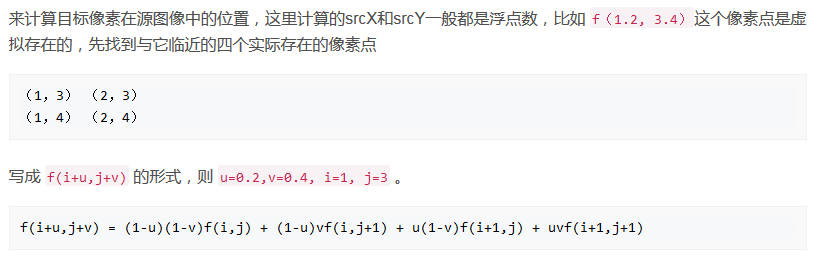 来计算目标像素在源图像中的位置，这里计算的srcX和srcY一般都是浮点数，比如 f（1.2, 3.4）这个像素点是虚
拟存在的，先找到与它临近的四个实际存在的像素点
（1，3） （2，3）
（1，4） （2，4）
写成 f(i+u,j+v) 的形式，则 u=0.2,v=0.4, i=1, j=3 。
f(i+u,j+v) = (1-u)(1-v)f(i,j) + (1-u)vf(i,j+1) + u(1-v)f(i+1,j) + uvf(i+1,j+1)